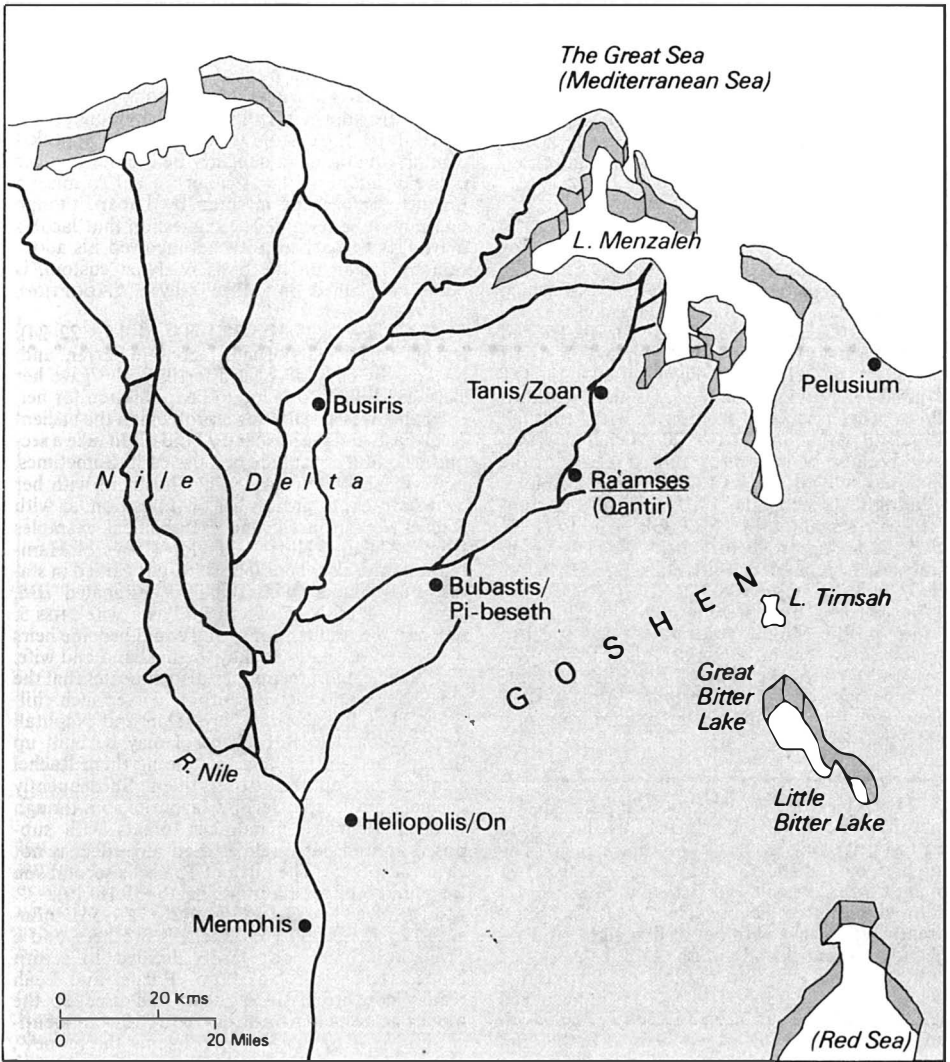 The Great Sea
(Mediterranean Sea)
L. Menzaleh
Pelusium
Tanis/Zoan
Busiris
Nile Delta
Ra'amses
(Qantir)
Bubastis/
Pi-beseth
GOSHEN
L. Timsah
Great
Bitter
Lake
R. Nile
Little
Bitter Lake
Heliopolis/On
Memphis
0 20 Kms
0 20 Miles
(Red Sea)